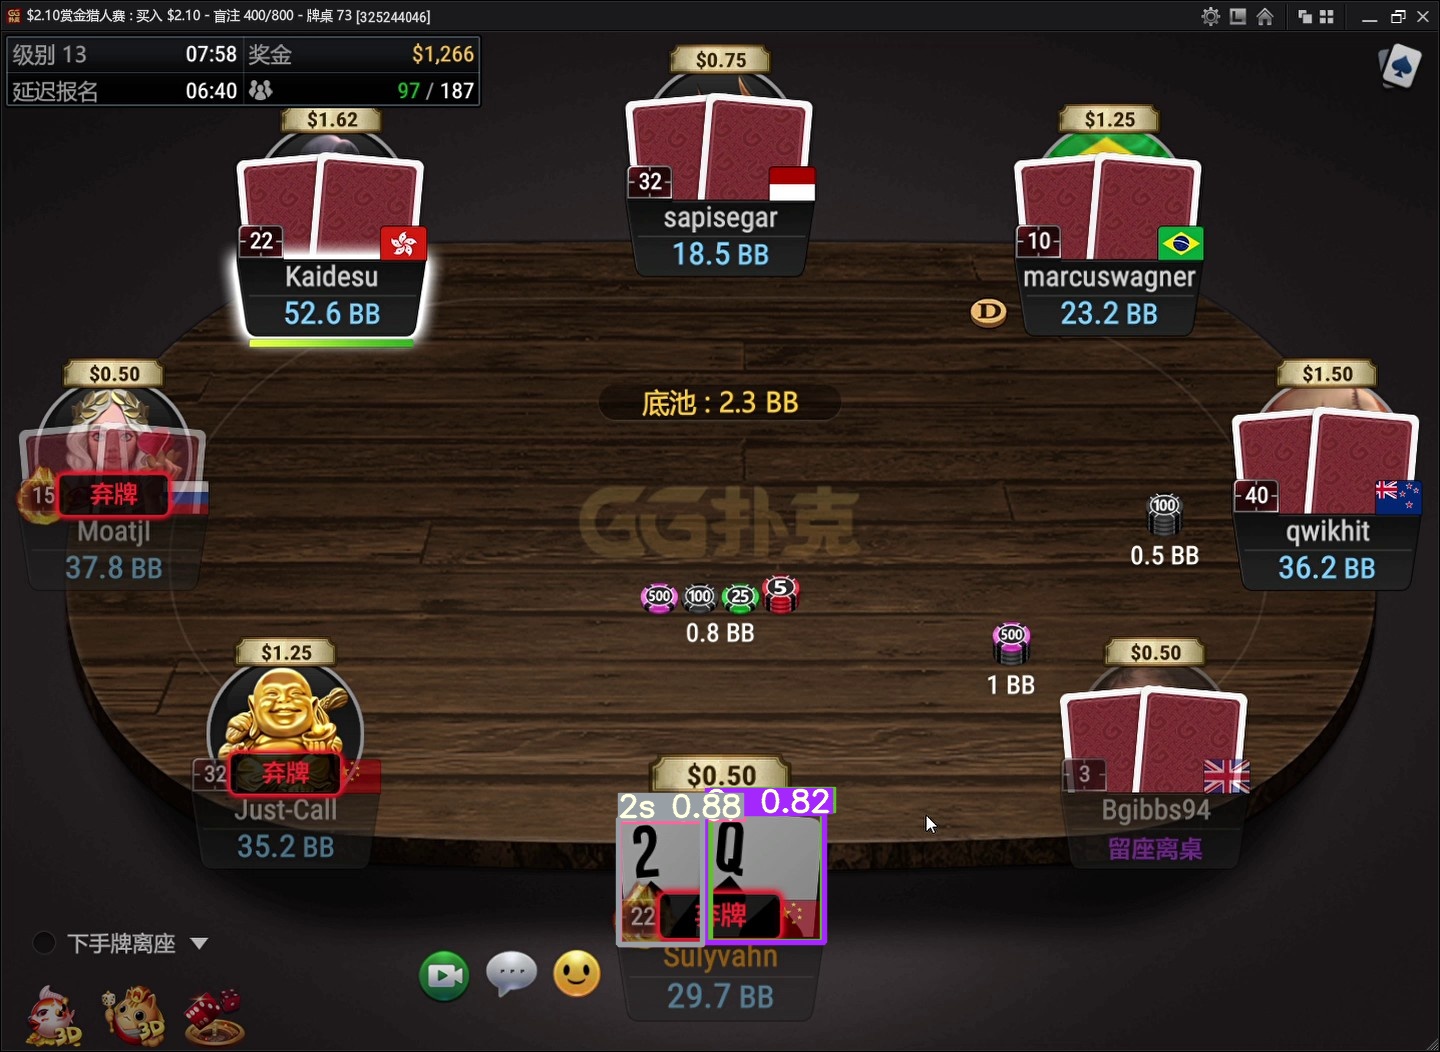 $2.10赏金猎人赛 : 买入 $2.10 - 盲注 400/800 - 牌桌 73 [325244046]
级别 13 07:58 奖金 $1,266
延迟报名 06:40 97 / 187
$0.75
32
sapisegar
18.5 BB
$1.62
22
Kaidesu
52.6 BB
$1.25
10
marcuswagner
23.2 BB
D
底池 : 2.3 BB
$0.50
15 弃牌
Moatjl
37.8 BB
$1.50
40
qwikhit
36.2 BB
GG扑克
100
0.5 BB
500 100 25 5
0.8 BB
500
1 BB
$1.25
32 弃牌
Just-Call
35.2 BB
$0.50
3
Bgibbs94
留座离桌
$0.50
2s 0.88 0.82
2 Q
22 弃牌
Sulyvahn
29.7 BB
下手牌离座
3D 3D